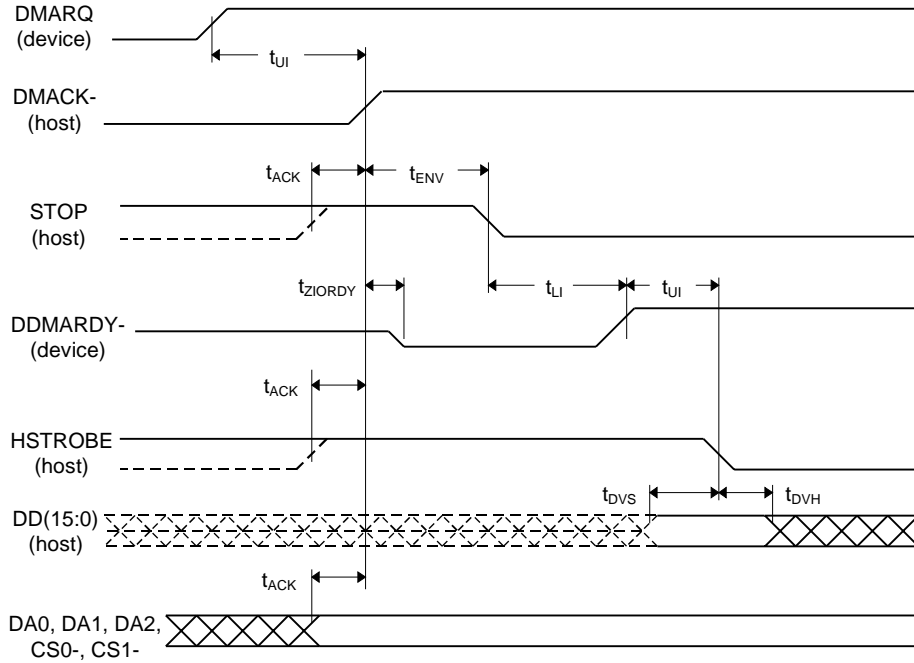 DMARQ
(device)
tUI
DMACK-
(host)
tACK
tENV
STOP
(host)
tZIORDY
tLI
tUI
DDMARDY-
(device)
tACK
HSTROBE
(host)
tDVS
tDVH
DD(15:0)
(host)
tACK
DA0, DA1, DA2,
CS0-, CS1-